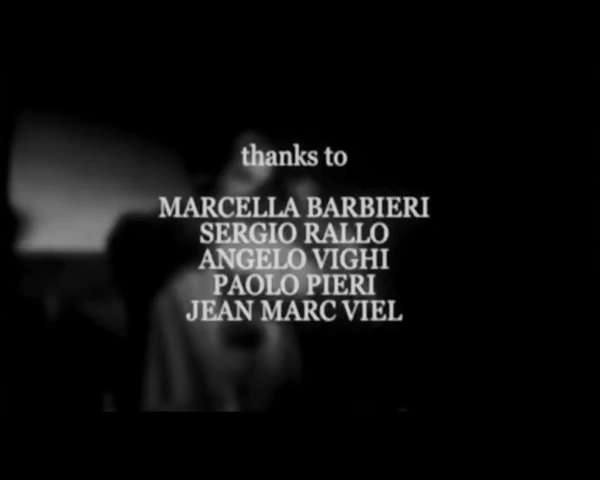 thanks to
MARCELLA BARBIERI
SERGIO RALLO
ANGELO VIGHI
PAOLO PIERI
JEAN MARC VIEL